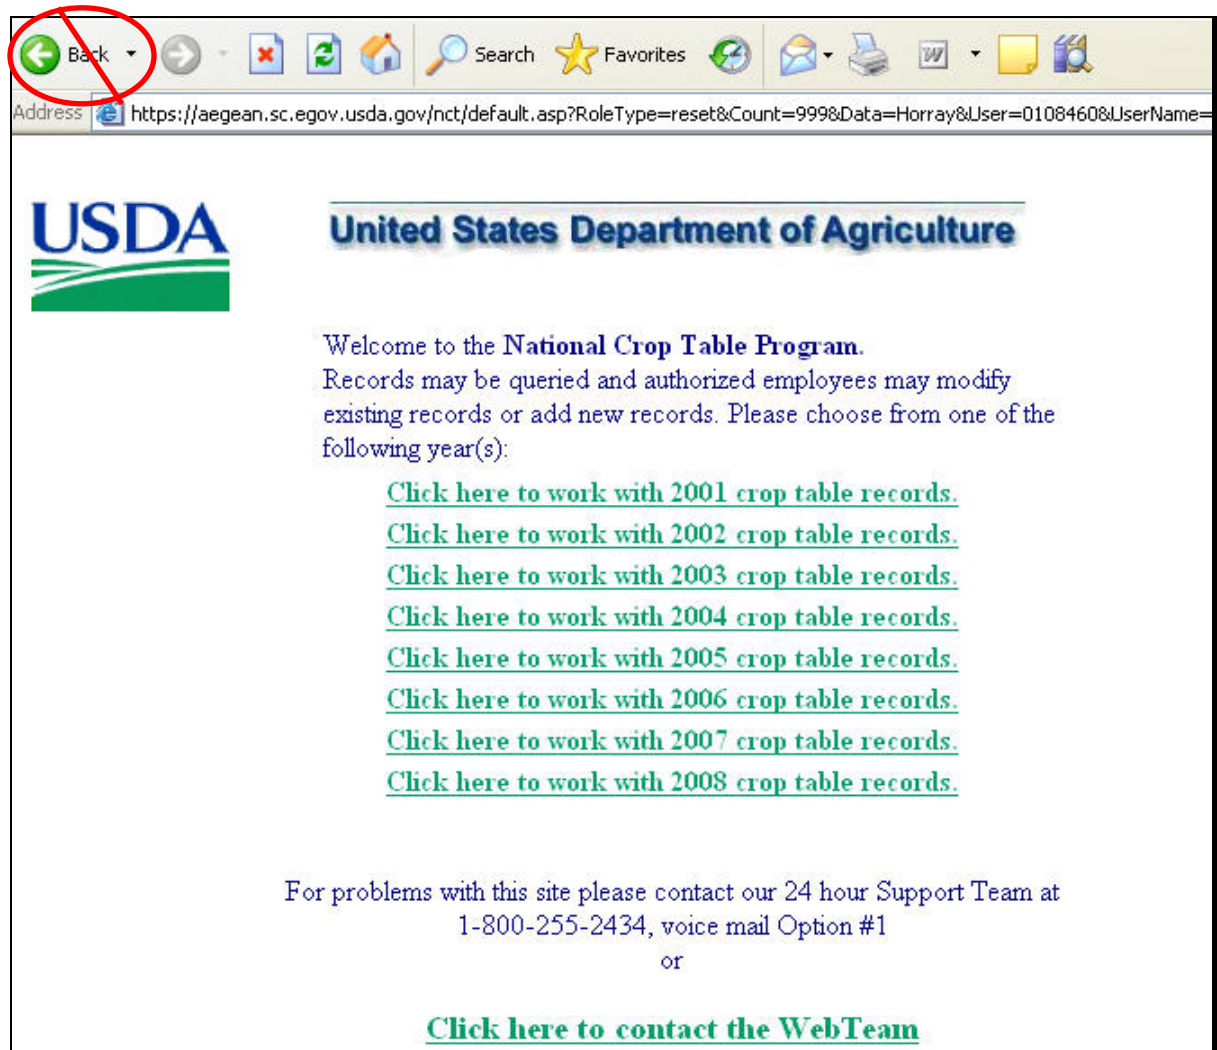 Back Search Favorites
Address https://aegean.sc.egov.usda.gov/nct/default.asp?RoleType=reset&Count=999&Data=Horray&User=0108460&UserName=
USDA
United States Department of Agriculture
Welcome to the National Crop Table Program.
Records may be queried and authorized employees may modify
existing records or add new records. Please choose from one of the
following year(s):
Click here to work with 2001 crop table records.
Click here to work with 2002 crop table records.
Click here to work with 2003 crop table records.
Click here to work with 2004 crop table records.
Click here to work with 2005 crop table records.
Click here to work with 2006 crop table records.
Click here to work with 2007 crop table records.
Click here to work with 2008 crop table records.
For problems with this site please contact our 24 hour Support Team at
1-800-255-2434, voice mail Option #1
or
Click here to contact the WebTeam